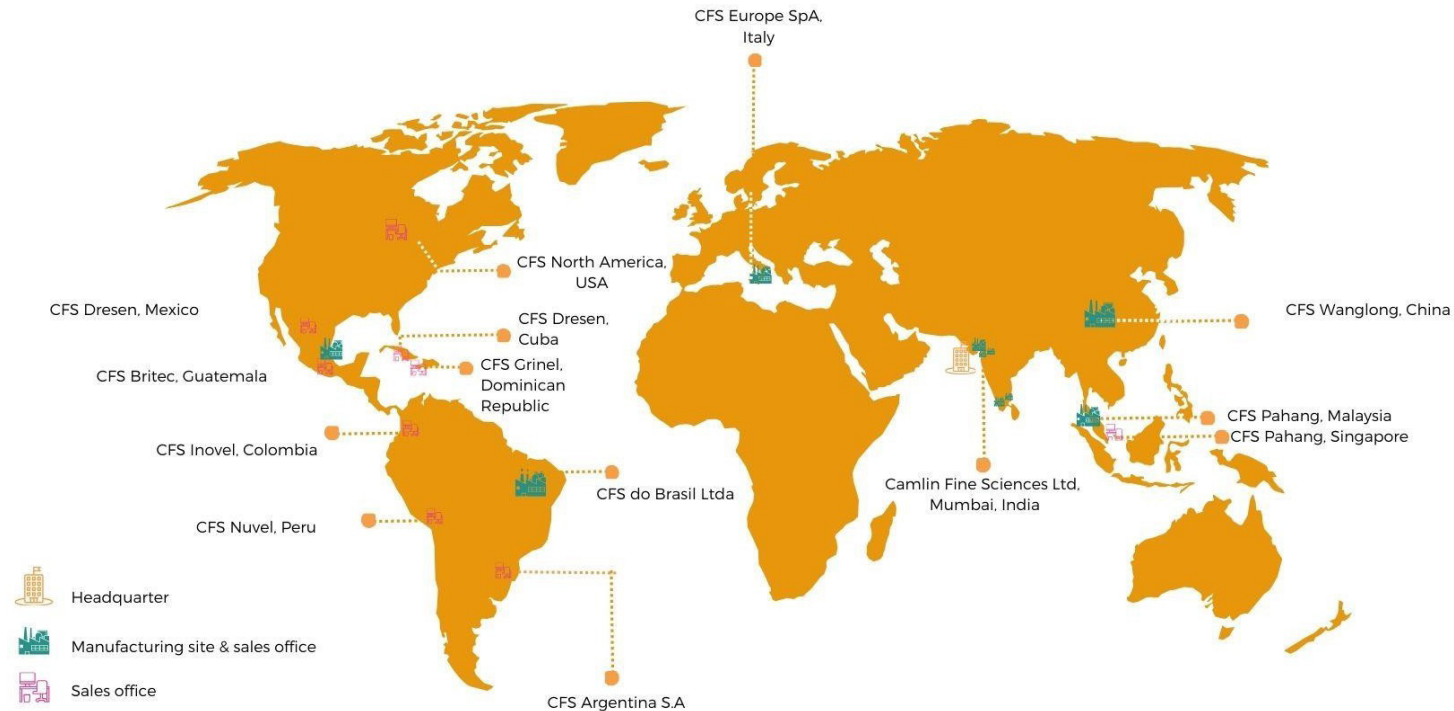 CFS Europe SpA,
Italy
CFS North America,
USA
CFS Dresen, Mexico
CFS Dresen,
Cuba
CFS Wanglong, China
CFS Britec, Guatemala
CFS Grinel,
Dominican
Republic
CFS Pahang, Malaysia
CFS Pahang, Singapore
CFS Inovel, Colombia
CFS do Brasil Ltda
Camlin Fine Sciences Ltd,
Mumbai, India
CFS Nuvel, Peru
Headquarter
Manufacturing site & sales office
Sales office
CFS Argentina S.A